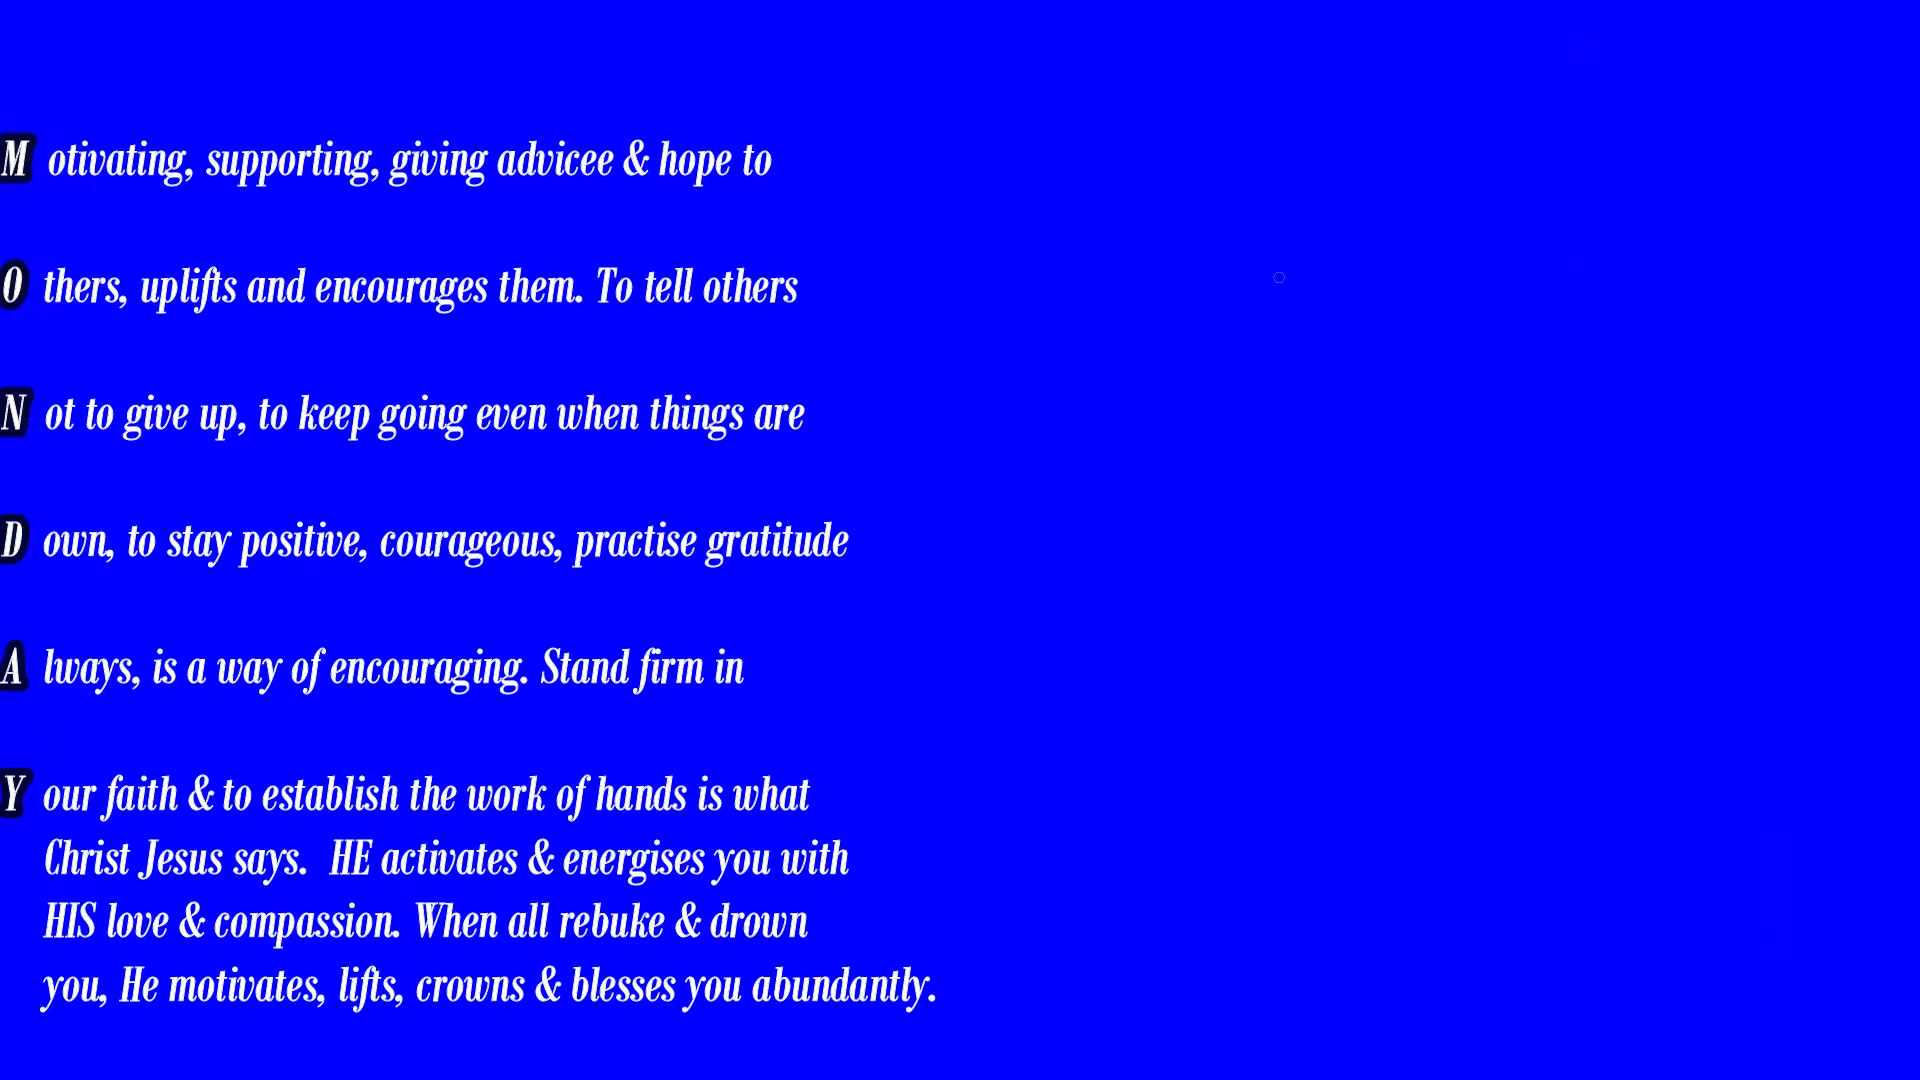 M otivating, supporting, giving advicee & hope to
O thers, uplifts and encourages them. To tell others
N ot to give up, to keep going even when things are
D own, to stay positive, courageous, practise gratitude
A lways, is a way of encouraging. Stand firm in
Y our faith & to establish the work of hands is what
Christ Jesus says.  HE activates & energises you with
HIS love & compassion. When all rebuke & drown
you, He motivates, lifts, crowns & blesses you abundantly.